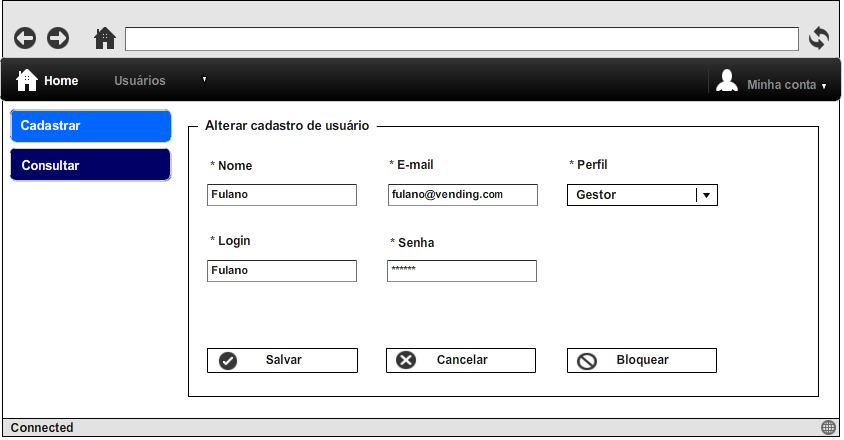 Home Usuários Minha conta
Cadastrar
Consultar
Alterar cadastro de usuário
* Nome * E-mail * Perfil
Fulano fulano@vending.com Gestor
* Login * Senha
Fulano ******
Salvar Cancelar Bloquear
Connected